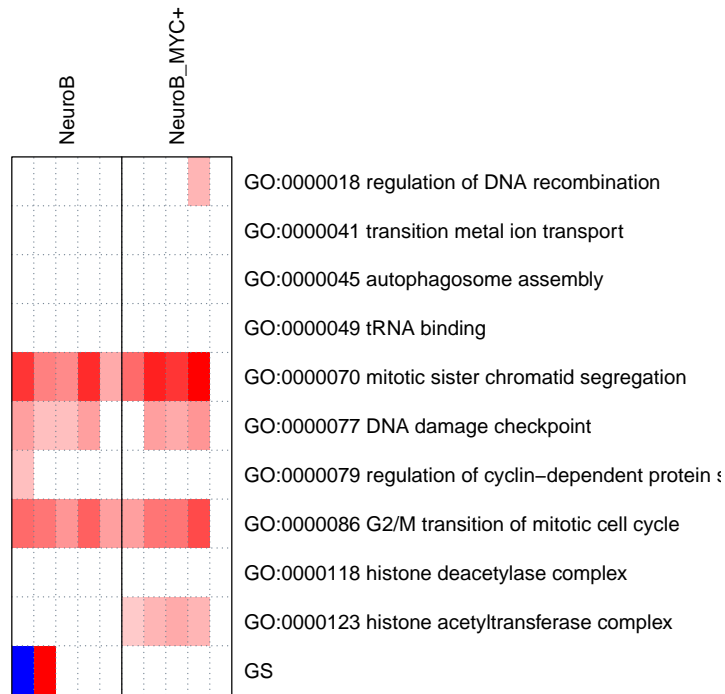 NeuroB
NeuroB_MYC+
GO:0000018 regulation of DNA recombination
GO:0000041 transition metal ion transport
GO:0000045 autophagosome assembly
GO:0000049 tRNA binding
GO:0000070 mitotic sister chromatid segregation
GO:0000077 DNA damage checkpoint
GO:0000079 regulation of cyclin−dependent protein s
GO:0000086 G2/M transition of mitotic cell cycle
GO:0000118 histone deacetylase complex
GO:0000123 histone acetyltransferase complex
GS